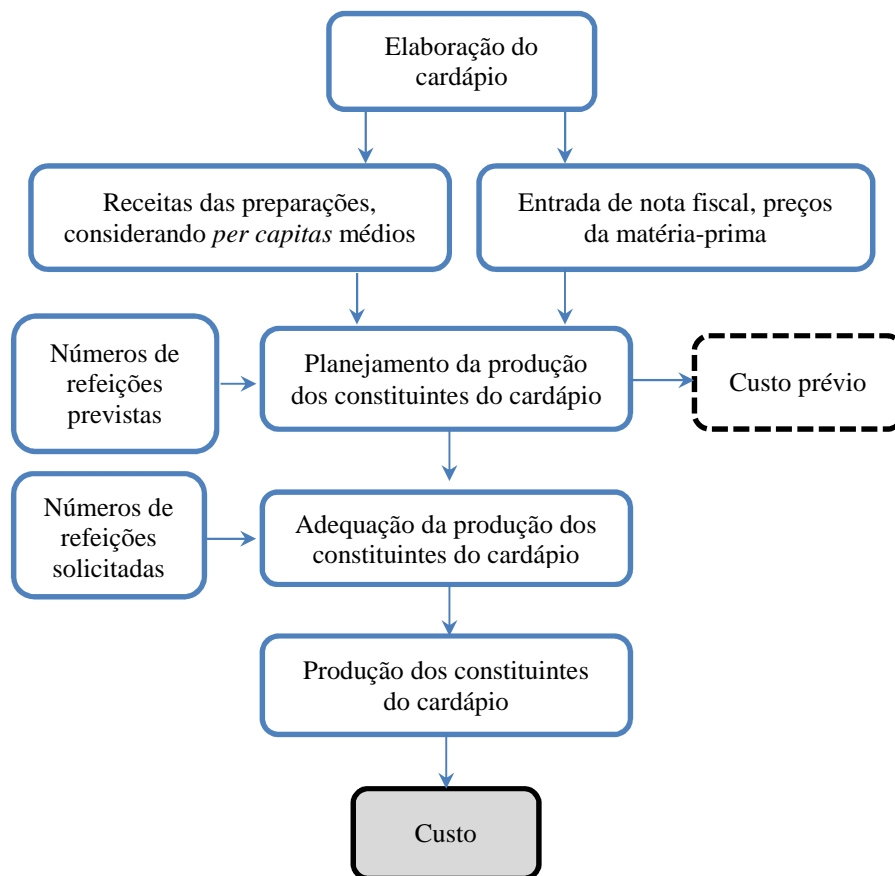 Elaboração do
cardápio
Receitas das preparações,
considerando per capitas médios
Entrada de nota fiscal, preços
da matéria-prima
Números de
refeições
previstas
Planejamento da produção
dos constituintes do cardápio
Custo prévio
Números de
refeições
solicitadas
Adequação da produção dos
constituintes do cardápio
Produção dos constituintes
do cardápio
Custo